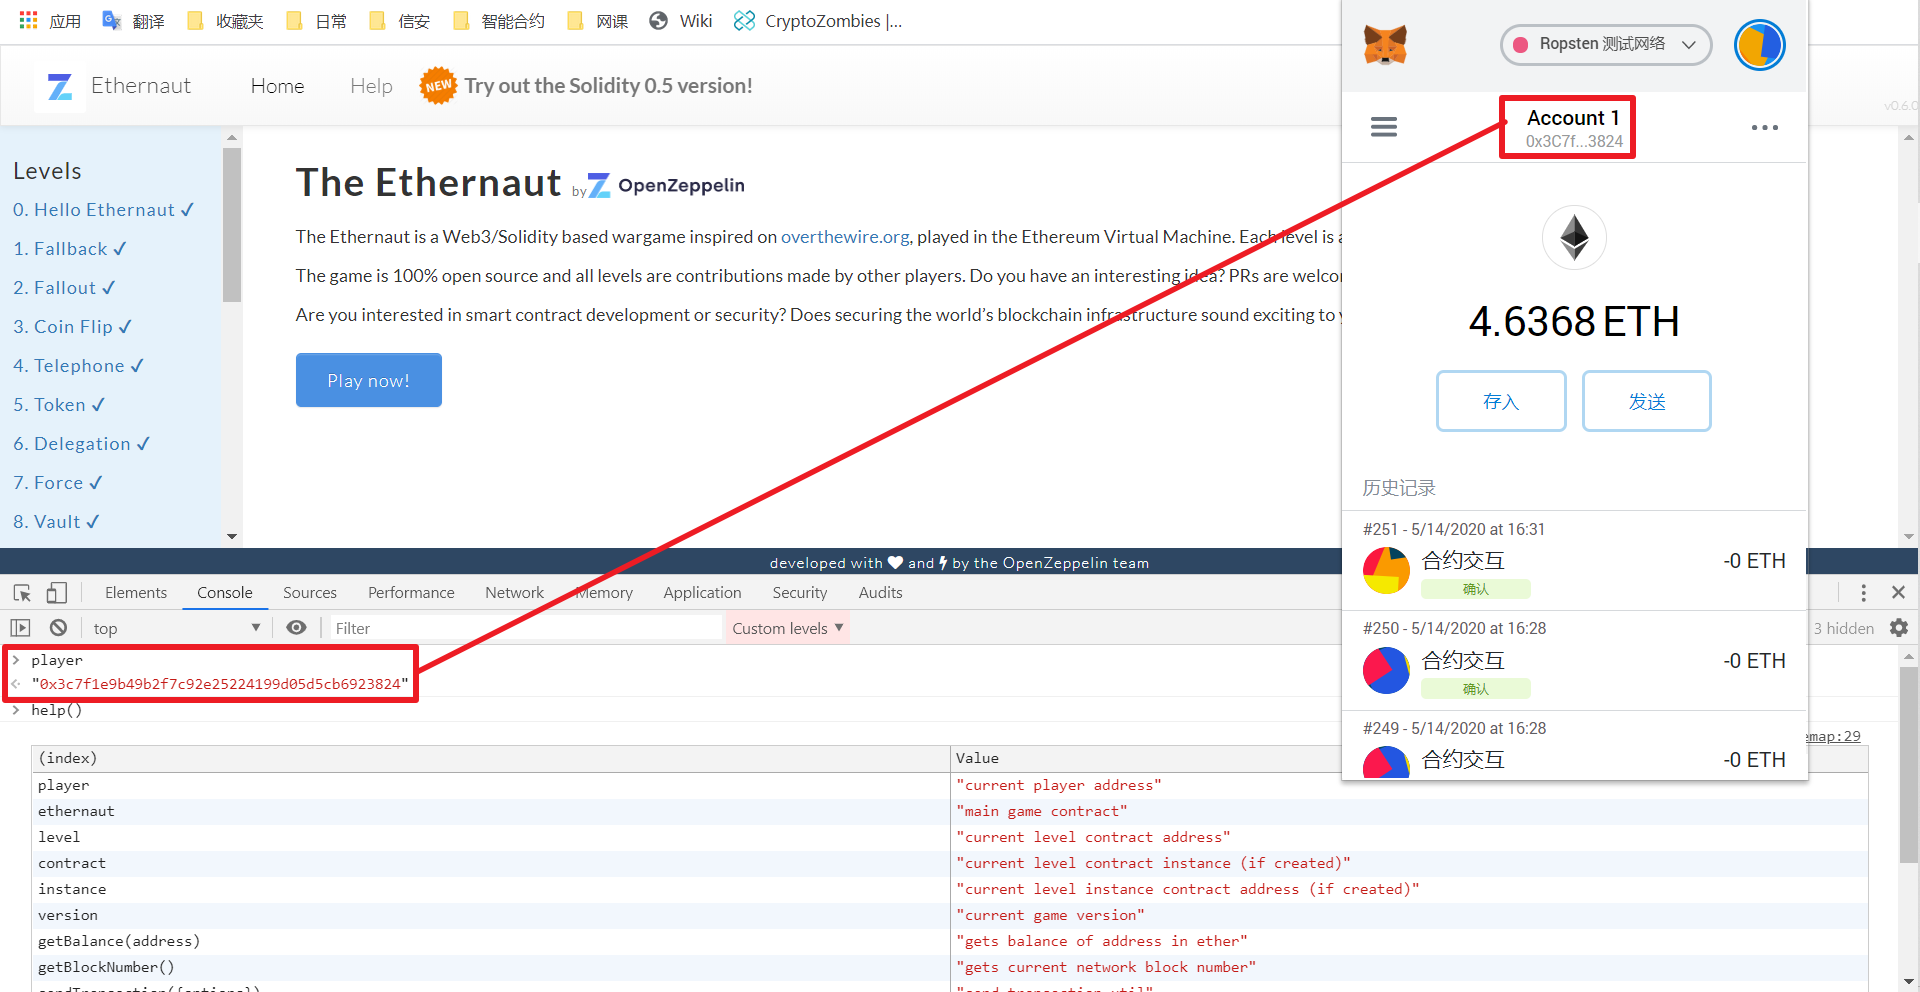 应用 翻译 收藏夹 日常 信安 智能合约 网课 Wiki CryptoZombies |...
Ethernaut Home Help NEW Try out the Solidity 0.5 version!
v0.6.0
Levels
0. Hello Ethernaut ✓
1. Fallback ✓
2. Fallout ✓
3. Coin Flip ✓
4. Telephone ✓
5. Token ✓
6. Delegation ✓
7. Force ✓
8. Vault ✓
The Ethernaut by OpenZeppelin
The Ethernaut is a Web3/Solidity based wargame inspired on overthewire.org, played in the Ethereum Virtual Machine. Each level is a
The game is 100% open source and all levels are contributions made by other players. Do you have an interesting idea? PRs are welcom
Are you interested in smart contract development or security? Does securing the world's blockchain infrastructure sound exciting to y
Play now!
developed with ❤ and by the OpenZeppelin team
Ropsten 测试网络
Account 1
0x3C7f...3824
4.6368 ETH
存入 发送
历史记录
#251 - 5/14/2020 at 16:31
合约交互 -0 ETH
确认
#250 - 5/14/2020 at 16:28
合约交互 -0 ETH
确认
#249 - 5/14/2020 at 16:28
合约交互 -0 ETH
Elements Console Sources Performance Network Memory Application Security Audits
top Filter Custom levels ▼ 3 hidden
> player
"0x3c7f1e9b49b2f7c92e25224199d05d5cb6923824"
> help()
emap:29
(index) Value
player "current player address"
ethernaut "main game contract"
level "current level contract address"
contract "current level contract instance (if created)"
instance "current level instance contract address (if created)"
version "current game version"
getBalance(address) "gets balance of address in ether"
getBlockNumber() "gets current network block number"
sendTransaction({options}) "send transaction util"